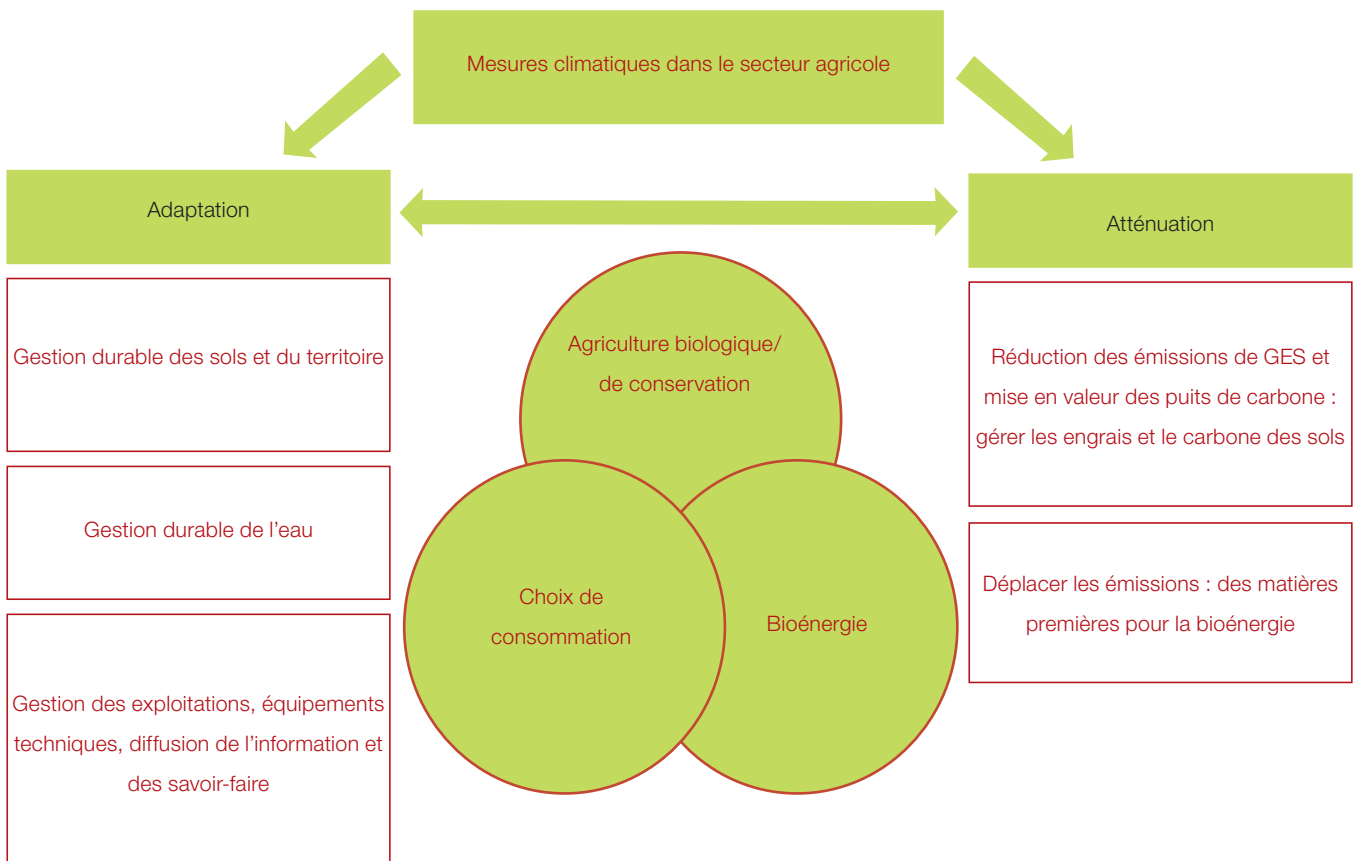 Mesures climatiques dans le secteur agricole
Adaptation
Atténuation
Gestion durable des sols et du territoire
Gestion durable de l’eau
Gestion des exploitations, équipements
techniques, diffusion de l’information et
des savoir-faire
Agriculture biologique/
de conservation
Choix de
consommation
Bioénergie
Réduction des émissions de GES et
mise en valeur des puits de carbone :
gérer les engrais et le carbone des sols
Déplacer les émissions : des matières
premières pour la bioénergie